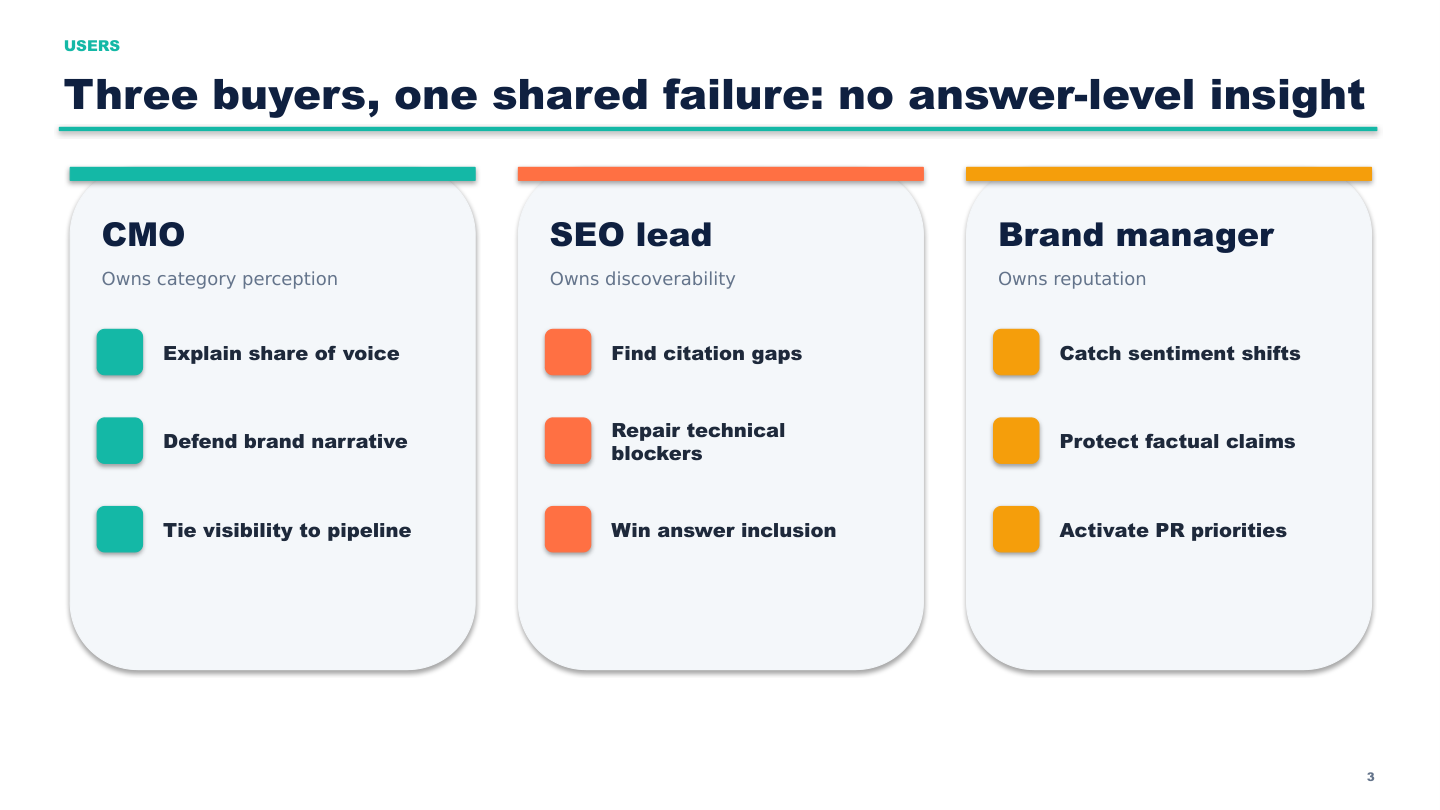 USERS
Three buyers, one shared failure: no answer-level insight
CMO
Owns category perception
Explain share of voice
Defend brand narrative
Tie visibility to pipeline
SEO lead
Owns discoverability
Find citation gaps
Repair technical
blockers
Win answer inclusion
Brand manager
Owns reputation
Catch sentiment shifts
Protect factual claims
Activate PR priorities
3